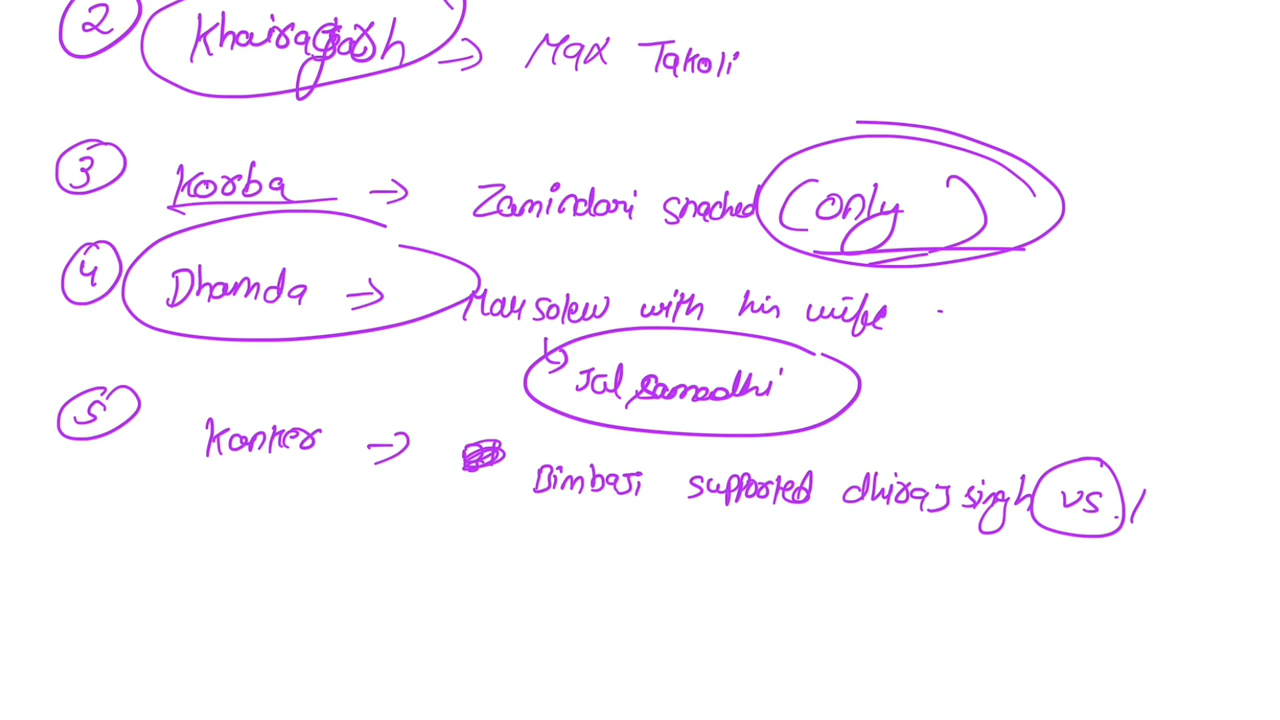 2 Khairagarh → Max Takoli
3 Korba → Zamindari snached (only)
4 Dhamda → with his wife
↳ Jal samadhi
5 Kanker → Bimbaji supported dhiraj singh vs.